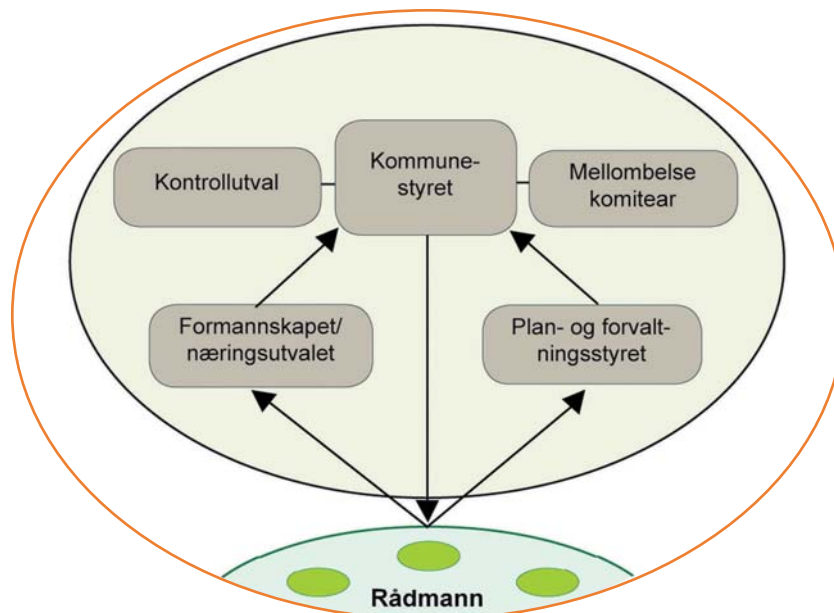 Kommune-
styret
Kontrollutval
Mellombelse
komitear
Formannskapet/
næringsutvalet
Plan- og forvalt-
ningsstyret
Rådmann